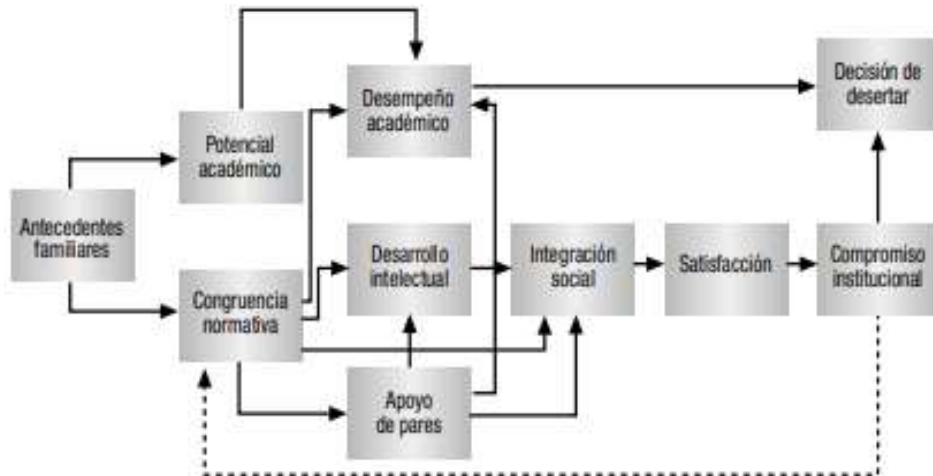 Decisión de
desertar
Desempeño
académico
Potencial
académico
Antecedentes
familiares
Desarrollo
intelectual
Integración
social
Satisfacción
Compromiso
institucional
Congruencia
normativa
Apoyo
de pares